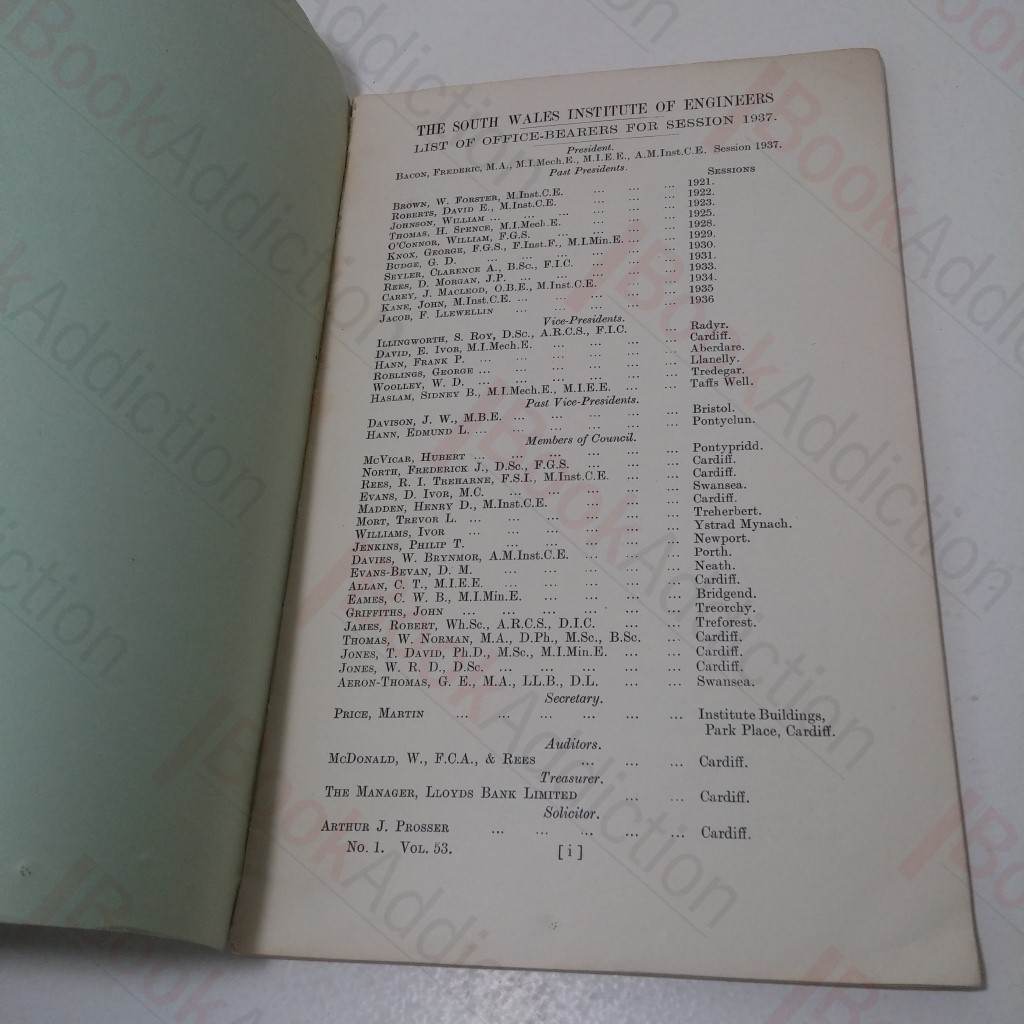 THE SOUTH WALES INSTITUTE OF ENGINEERS
LIST OF OFFICE-BEARERS FOR SESSION 1937.
President.
BACON, FREDERIC, M.A., M.I.Mech.E., M.I.E.E., A.M.Inst.C.E. Session 1937.
Past Presidents.
SESSIONS
BROWN, W. FORSTER, M.Inst.C.E. ... ... ... 1921.
ROBERTS, DAVID E., M.Inst.C.E. ... ... ... 1922.
JOHNSON, WILLIAM ... ... ... ... ... 1923.
THOMAS, H. SPENCE, M.I.Mech.E. ... ... ... 1925.
O'CONNOR, WILLIAM, F.G.S. ... ... ... ... 1928.
KNOX, GEORGE, F.G.S., F.Inst.F., M.I.Min.E. ... ... 1929.
BUDGE, G. D. ... ... ... ... ... 1930.
SEYLER, CLARENCE A., B.Sc., F.I.C. ... ... ... 1931.
REES, D. MORGAN, J.P. ... ... ... ... 1933.
CAREY, J. MACLEOD, O.B.E., M.Inst.C.E. ... ... 1934.
KANE, JOHN, M.Inst.C.E. ... ... ... ... ... 1935
JACOB, F. LLEWELLIN ... ... ... ... ... 1936
Vice-Presidents.
ILLINGWORTH, S. ROY, D.Sc., A.R.C.S., F.I.C. ... Radyr.
DAVID, E. IVOR, M.I.Mech.E. ... ... ... ... Cardiff.
HANN, FRANK P. ... ... ... ... ... Aberdare.
ROBLINGS, GEORGE ... ... ... ... ... Llanelly.
WOOLLEY, W. D. ... ... ... ... ... Tredegar.
HASLAM, SIDNEY B., M.I.Mech.E., M.I.E.E. ... ... Taffs Well.
Past Vice-Presidents.
DAVISON, J. W., M.B.E. ... ... ... ... ... Bristol.
HANN, EDMUND L. ... ... ... ... ... ... Pontyclun.
Members of Council.
MCVICAR, HUBERT ... ... ... ... ... ... Pontypridd.
NORTH, FREDERICK J., D.Sc., F.G.S. ... ... ... Cardiff.
REES, R. I. TREHARNE, F.S.I., M.Inst.C.E. ... ... Cardiff.
EVANS, D. IVOR, M.C. ... ... ... ... ... Swansea.
MADDEN, HENRY D., M.Inst.C.E. ... ... ... Cardiff.
MORT, TREVOR L. ... ... ... ... ... ... Treherbert.
WILLIAMS, IVOR ... ... ... ... ... ... Ystrad Mynach.
JENKINS, PHILIP T. ... ... ... ... ... Newport.
DAVIES, W. BRYNMOR, A.M.Inst.C.E. ... ... ... Porth.
EVANS-BEVAN, D. M. ... ... ... ... ... Neath.
ALLAN, C. T., M.I.E.E. ... ... ... ... ... Cardiff.
EAMES, C. W. B., M.I.Min.E. ... ... ... ... Bridgend.
GRIFFITHS, JOHN ... ... ... ... ... ... Treorchy.
JAMES, ROBERT, Wh.Sc., A.R.C.S., D.I.C. ... ... Treforest.
THOMAS, W. NORMAN, M.A., D.Ph., M.Sc., B.Sc. ... Cardiff.
JONES, T. DAVID, Ph.D., M.Sc., M.I.Min.E. ... ... Cardiff.
JONES, W. R. D., D.Sc. ... ... ... ... ... Cardiff.
AERON-THOMAS, G. E., M.A., LL.B., D.L. ... ... Swansea.
Secretary.
PRICE, MARTIN ... ... ... ... ... ... Institute Buildings,
Park Place, Cardiff.
Auditors.
MCDONALD, W., F.C.A., & REES ... ... ... Cardiff.
Treasurer.
THE MANAGER, LLOYDS BANK LIMITED ... ... Cardiff.
Solicitor.
ARTHUR J. PROSSER ... ... ... ... ... Cardiff.
No. 1. VOL. 53. [ i ]
BookAddiction